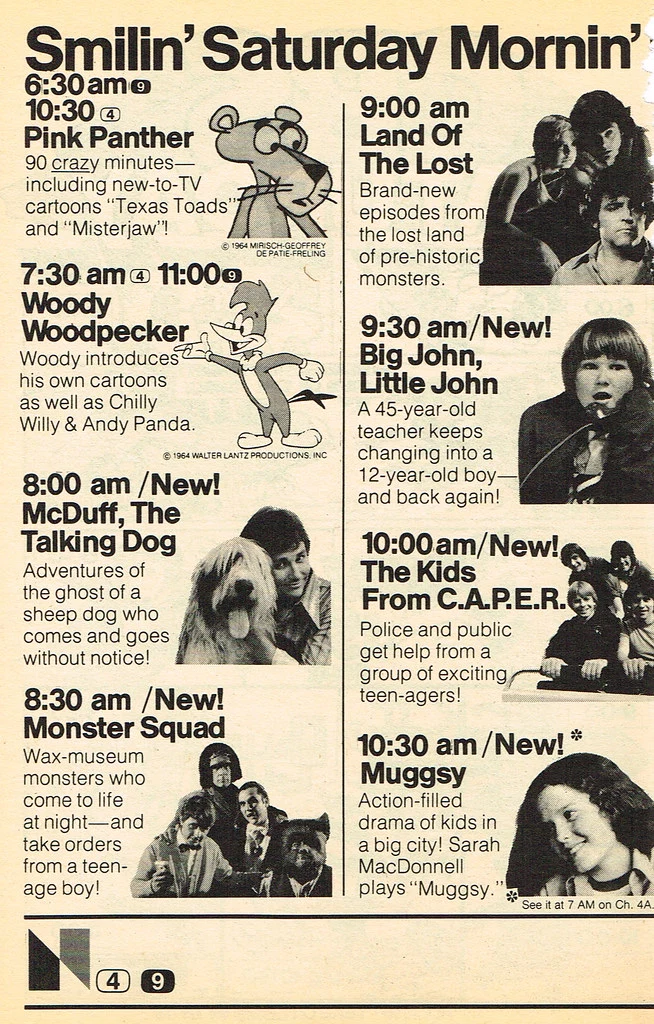 Smilin' Saturday Mornin'
6:30am 9
10:30 4
Pink Panther
90 crazy minutes—
including new-to-TV
cartoons "Texas Toads"
and "Misterjaw"!
© 1964 MIRISCH-GEOFFREY
DE PATIE-FRELING
7:30 am 4 11:00 9
Woody
Woodpecker
Woody introduces
his own cartoons
as well as Chilly
Willy & Andy Panda.
© 1964 WALTER LANTZ PRODUCTIONS, INC
8:00 am /New!
McDuff, The
Talking Dog
Adventures of
the ghost of a
sheep dog who
comes and goes
without notice!
8:30 am /New!
Monster Squad
Wax-museum
monsters who
come to life
at night—and
take orders
from a teen-
age boy!
9:00 am
Land Of
The Lost
Brand-new
episodes from
the lost land
of pre-historic
monsters.
9:30 am/New!
Big John,
Little John
A 45-year-old
teacher keeps
changing into a
12-year-old boy—
and back again!
10:00 am/New!
The Kids
From C.A.P.E.R.
Police and public
get help from a
group of exciting
teen-agers!
10:30 am/New!*
Muggsy
Action-filled
drama of kids in
a big city! Sarah
MacDonnell
plays "Muggsy."
* See it at 7 AM on Ch. 4A.
N 4 9